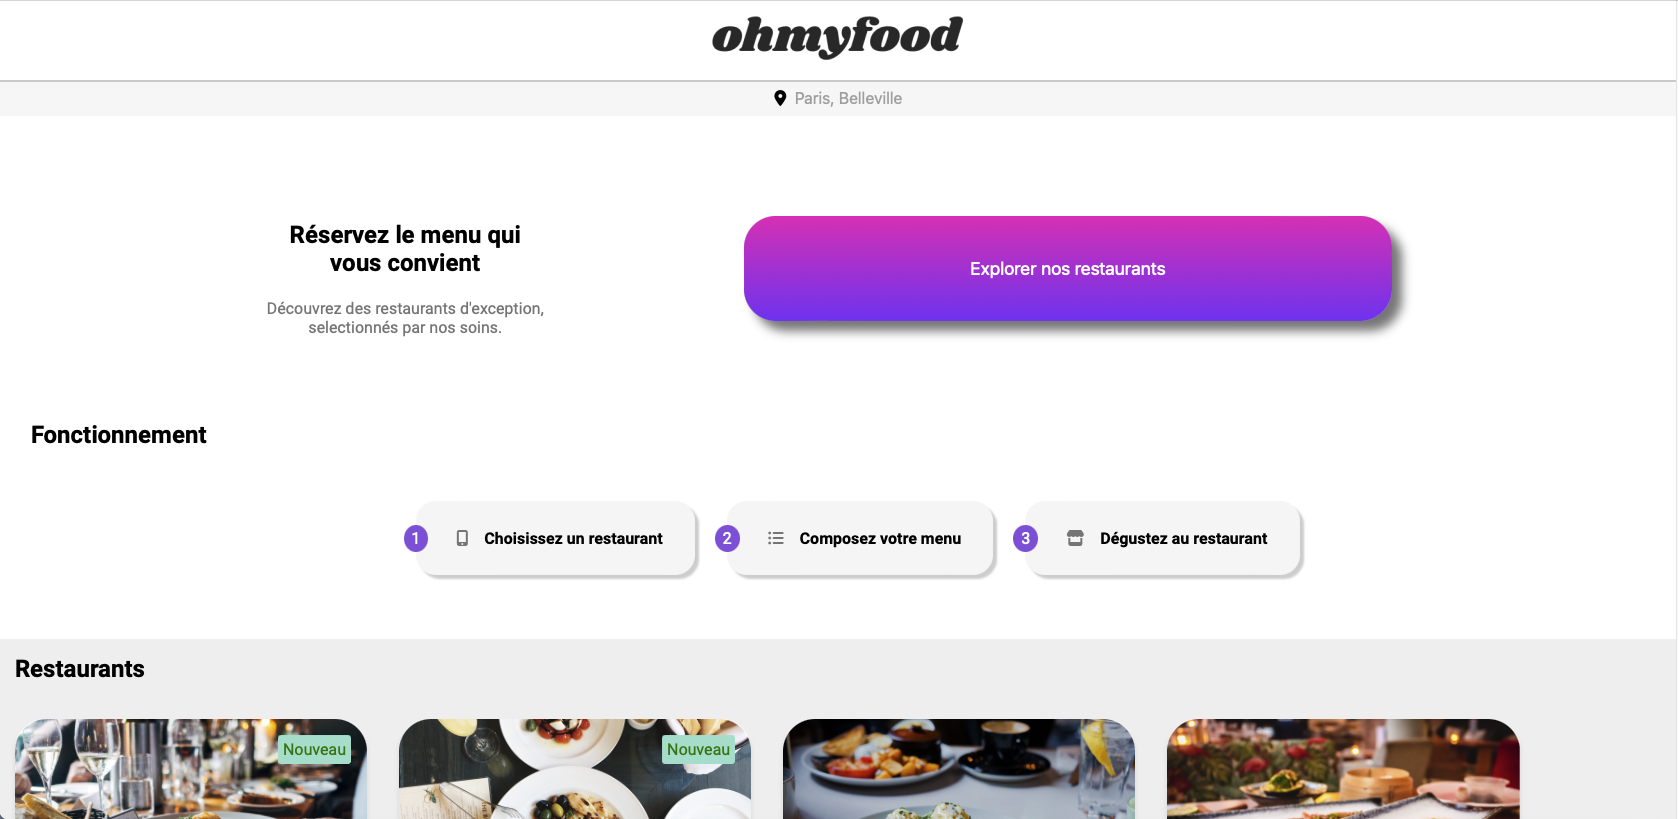 ohmyfood
Paris, Belleville
Réservez le menu qui
vous convient
Découvrez des restaurants d'exception,
selectionnés par nos soins.
Explorer nos restaurants
Fonctionnement
1 Choisissez un restaurant
2 Composez votre menu
3 Dégustez au restaurant
Restaurants
Nouveau
Nouveau